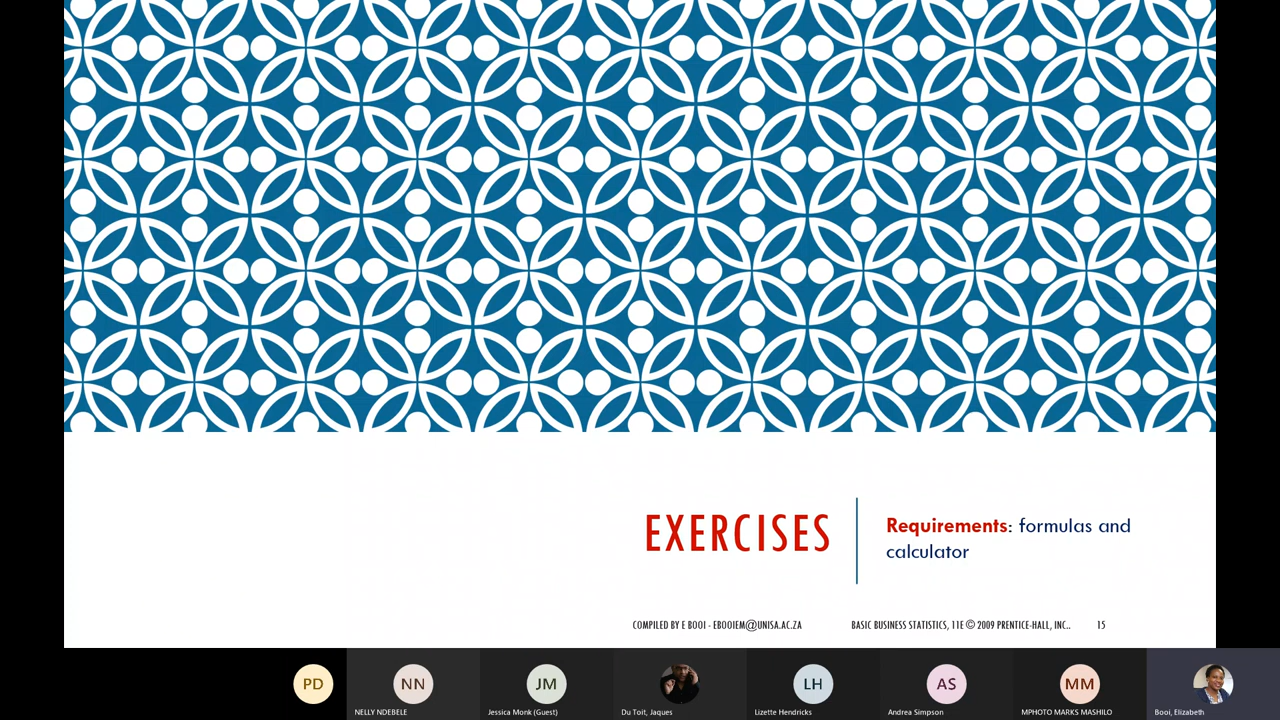 EXERCISES
Requirements: formulas and
calculator
COMPILED BY E BOOI - EBOOIEM@UNISA.AC.ZA
BASIC BUSINESS STATISTICS, 11E © 2009 PRENTICE-HALL, INC..
15
PD
NN
JM
LH
AS
MM
NELLY NDEBELE
Jessica Monk (Guest)
Du Toit, Jaques
Lizette Hendricks
Andrea Simpson
MPHOTO MARKS MASHILO
Booi, Elizabeth